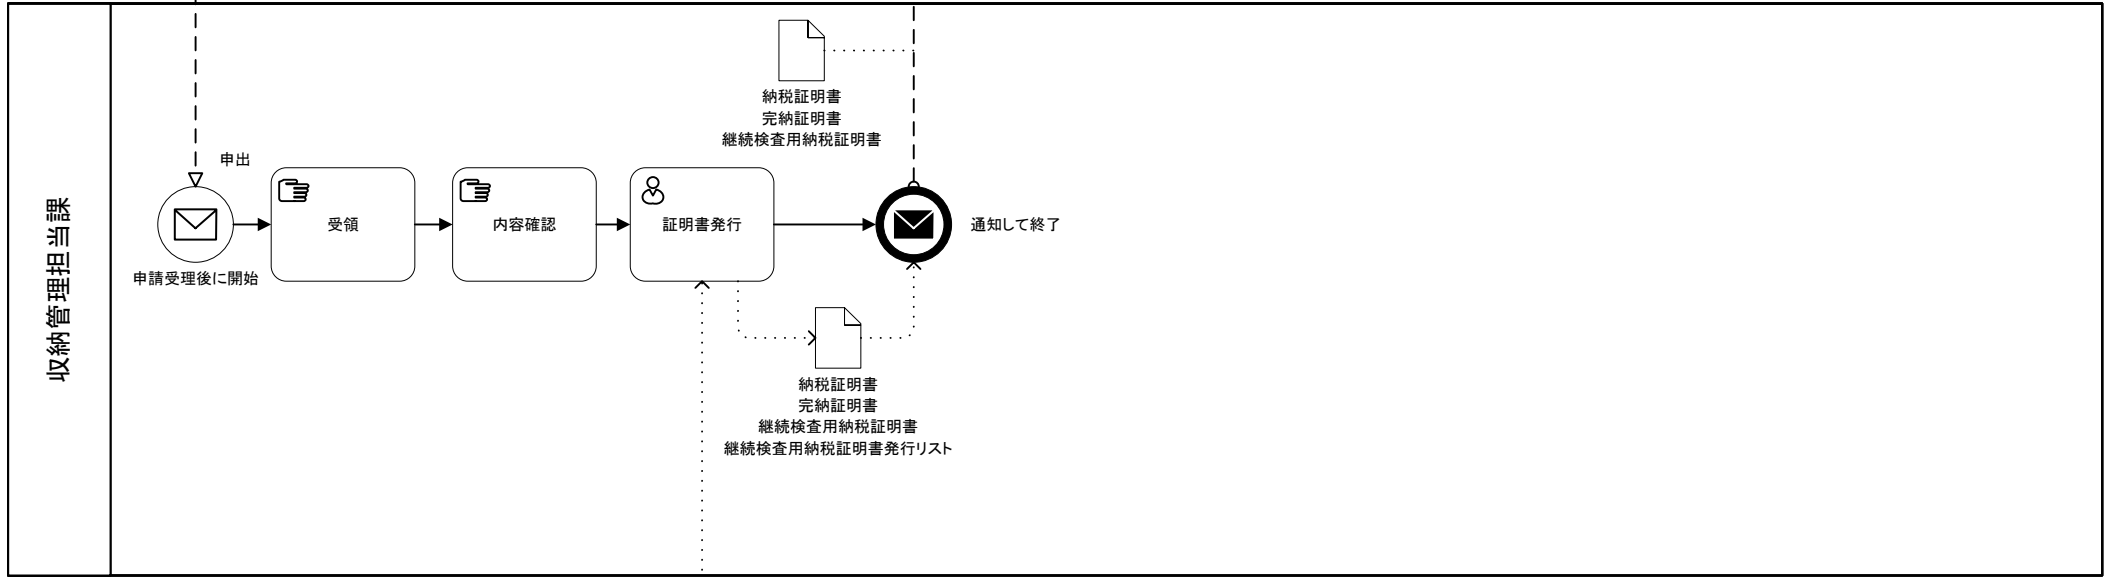 収納管理担当課
納税証明書
完納証明書
継続検査用納税証明書
申出
受領
内容確認
証明書発行
通知して終了
申請受理後に開始
納税証明書
完納証明書
継続検査用納税証明書
継続検査用納税証明書発行リスト